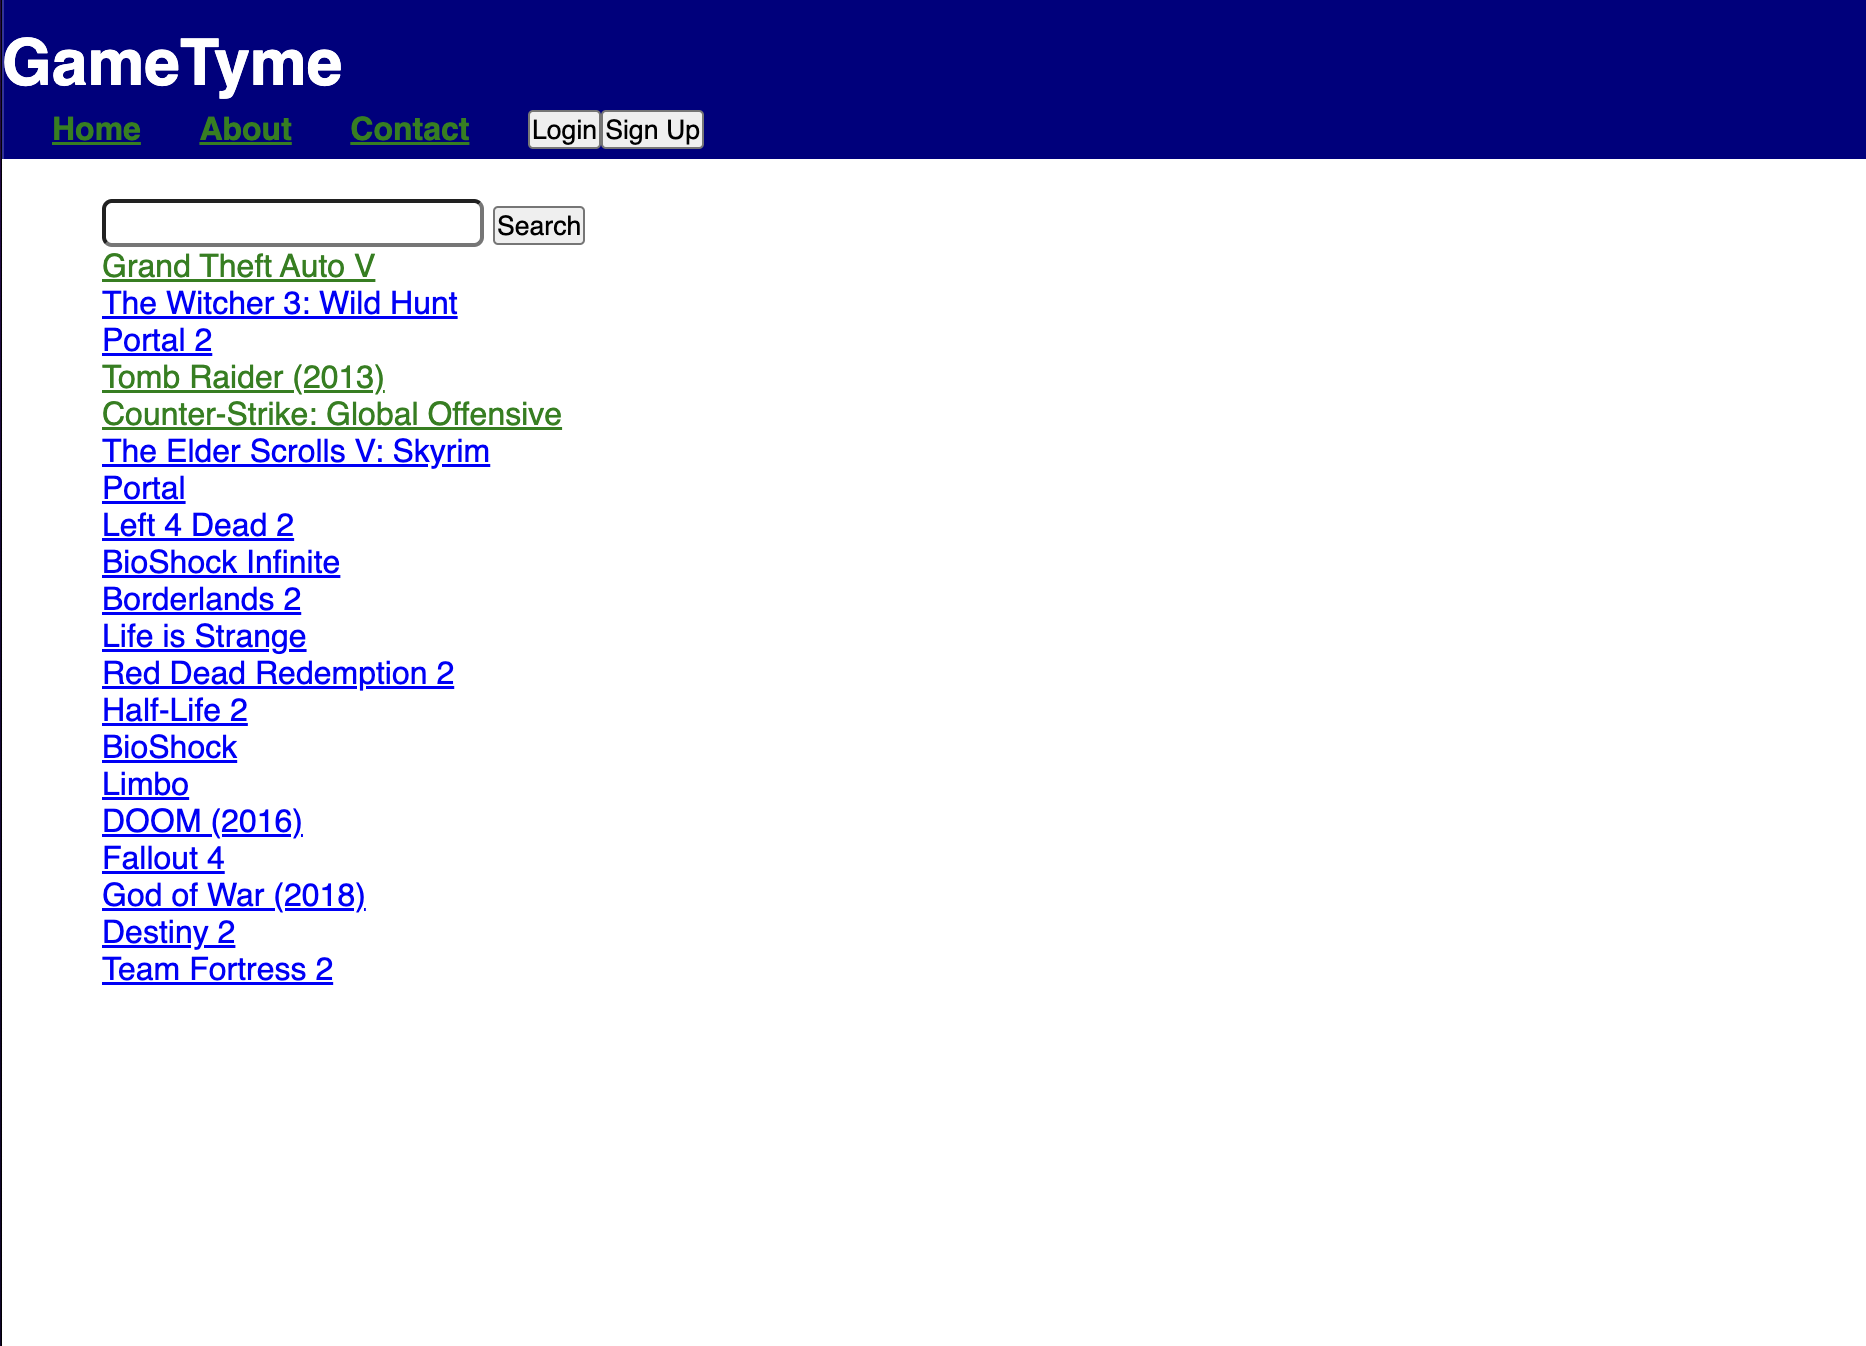 GameTyme
Home About Contact Login Sign Up
Search
Grand Theft Auto V
The Witcher 3: Wild Hunt
Portal 2
Tomb Raider (2013)
Counter-Strike: Global Offensive
The Elder Scrolls V: Skyrim
Portal
Left 4 Dead 2
BioShock Infinite
Borderlands 2
Life is Strange
Red Dead Redemption 2
Half-Life 2
BioShock
Limbo
DOOM (2016)
Fallout 4
God of War (2018)
Destiny 2
Team Fortress 2